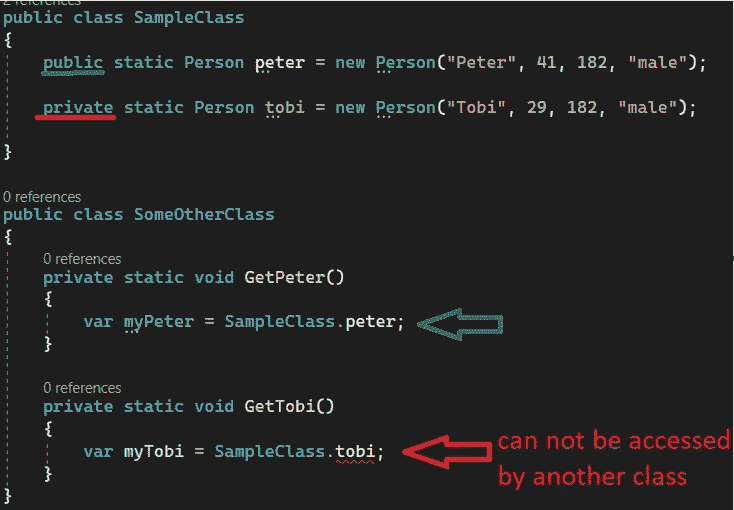 2 references
public class SampleClass
{
public static Person peter = new Person("Peter", 41, 182, "male");
private static Person tobi = new Person("Tobi", 29, 182, "male");
}
0 references
public class SomeOtherClass
{
0 references
private static void GetPeter()
{
var myPeter = SampleClass.peter;
}
0 references
private static void GetTobi()
{
var myTobi = SampleClass.tobi;
can not be accessed
by another class
}
}